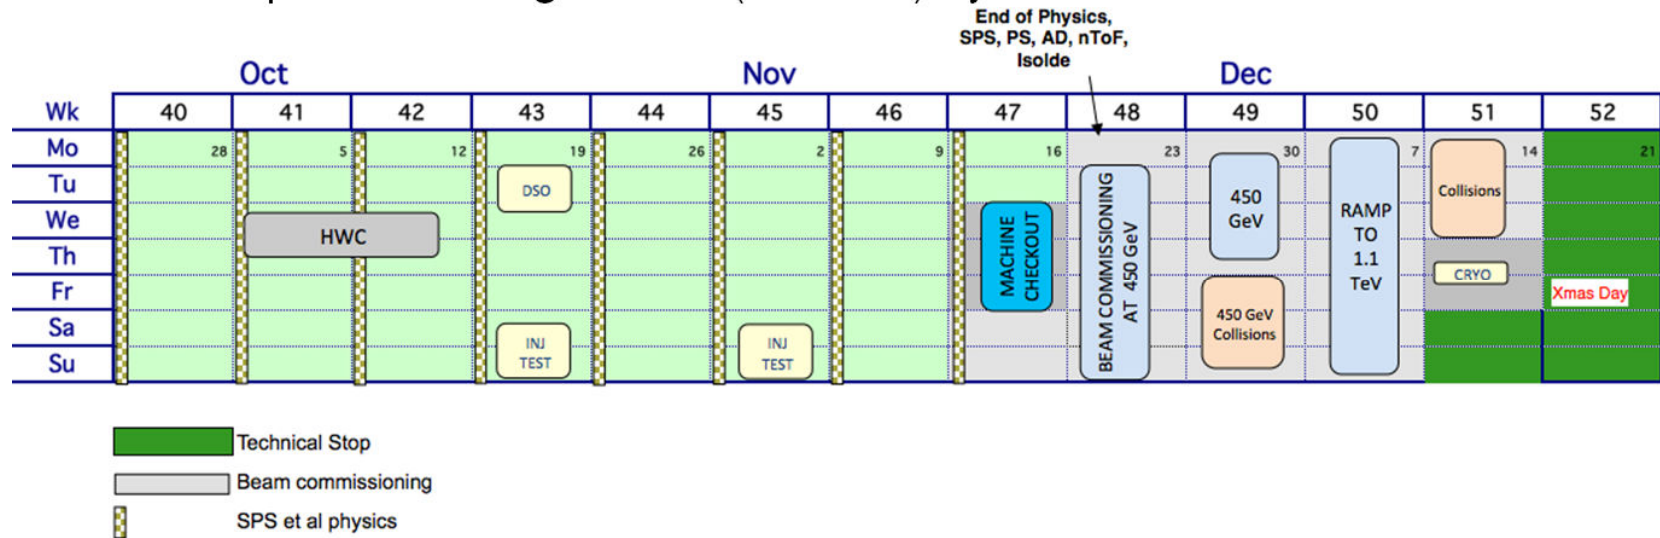 End of Physics,
SPS, PS, AD, nToF,
Isolde
Oct Nov Dec
Wk 40 41 42 43 44 45 46 47 48 49 50 51 52
Mo 28 5 12 19 26 2 9 16 23 30 7 14 21
Tu
We
Th
Fr
Sa
Su
HWC
DSO
INJ
TEST
INJ
TEST
MACHINE
CHECKOUT
BEAM COMMISSIONING
AT 450 GeV
450
GeV
450 GeV
Collisions
RAMP
TO
1.1
TeV
Collisions
CRYO
Xmas Day
Technical Stop
Beam commissioning
SPS et al physics